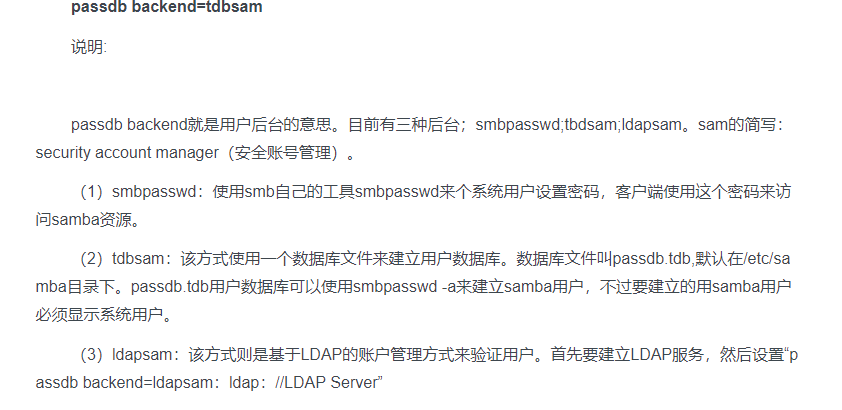 passdb backend=tdbsam
说明:
passdb backend就是用户后台的意思。目前有三种后台；smbpasswd;tbdsam;ldapsam。sam的简写：
security account manager（安全账号管理）。
（1）smbpasswd：使用smb自己的工具smbpasswd来个系统用户设置密码，客户端使用这个密码来访
问samba资源。
（2）tdbsam：该方式使用一个数据库文件来建立用户数据库。数据库文件叫passdb.tdb,默认在/etc/sa
mba目录下。passdb.tdb用户数据库可以使用smbpasswd -a来建立samba用户，不过要建立的用samba用户
必须显示系统用户。
（3）ldapsam：该方式则是基于LDAP的账户管理方式来验证用户。首先要建立LDAP服务，然后设置“p
assdb backend=ldapsam：ldap：//LDAP Server”